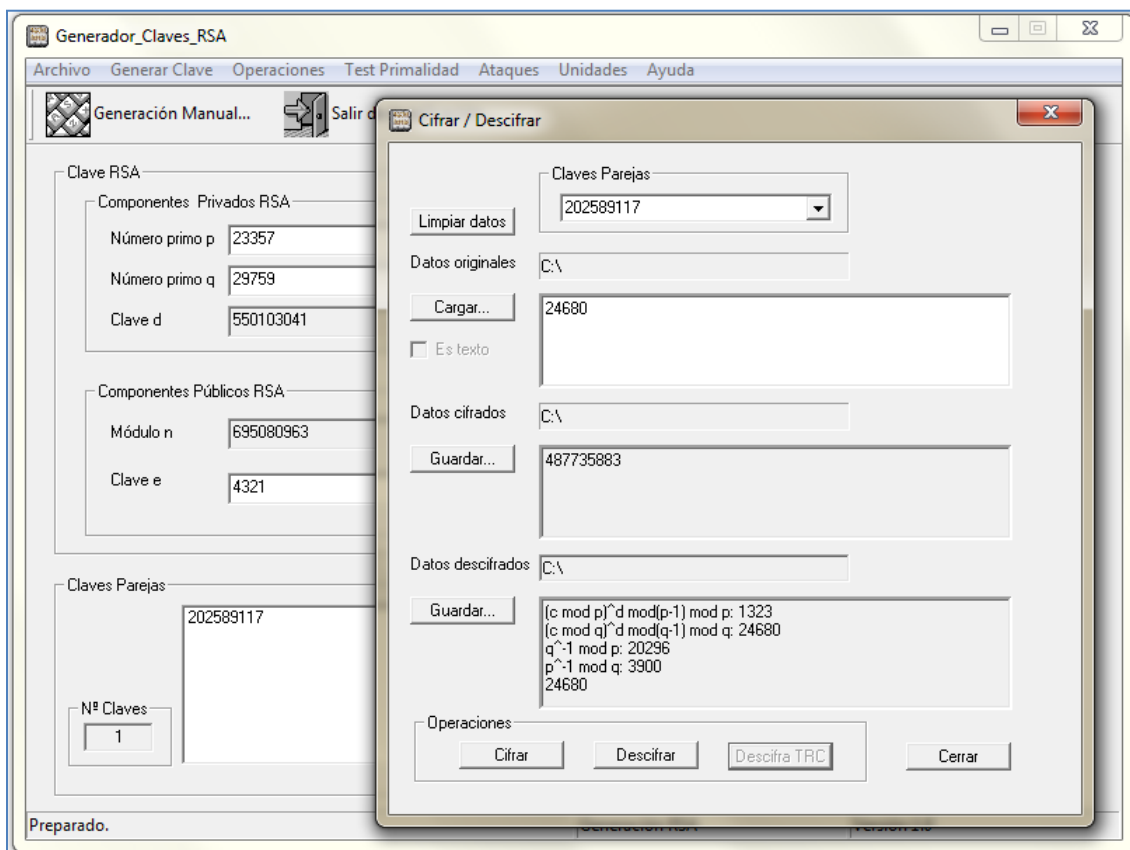 Generador_Claves_RSA
Archivo Generar Clave Operaciones Test Primalidad Ataques Unidades Ayuda
Generación Manual... Salir d
Clave RSA
Componentes Privados RSA
Número primo p 23357
Número primo q 29759
Clave d 550103041
Componentes Públicos RSA
Módulo n 695080963
Clave e 4321
Claves Parejas
202589117
Nº Claves
1
Preparado.
Generación RSA
Versión 1.0
Cifrar / Descifrar
Claves Parejas
202589117
Limpiar datos
Datos originales C:\
Cargar... 24680
Es texto
Datos cifrados C:\
Guardar... 487735883
Datos descifrados C:\
Guardar...
(c mod p)^d mod(p-1) mod p: 1323
(c mod q)^d mod(q-1) mod q: 24680
q^-1 mod p: 20296
p^-1 mod q: 3900
24680
Operaciones
Cifrar Descifrar Descifra TRC Cerrar